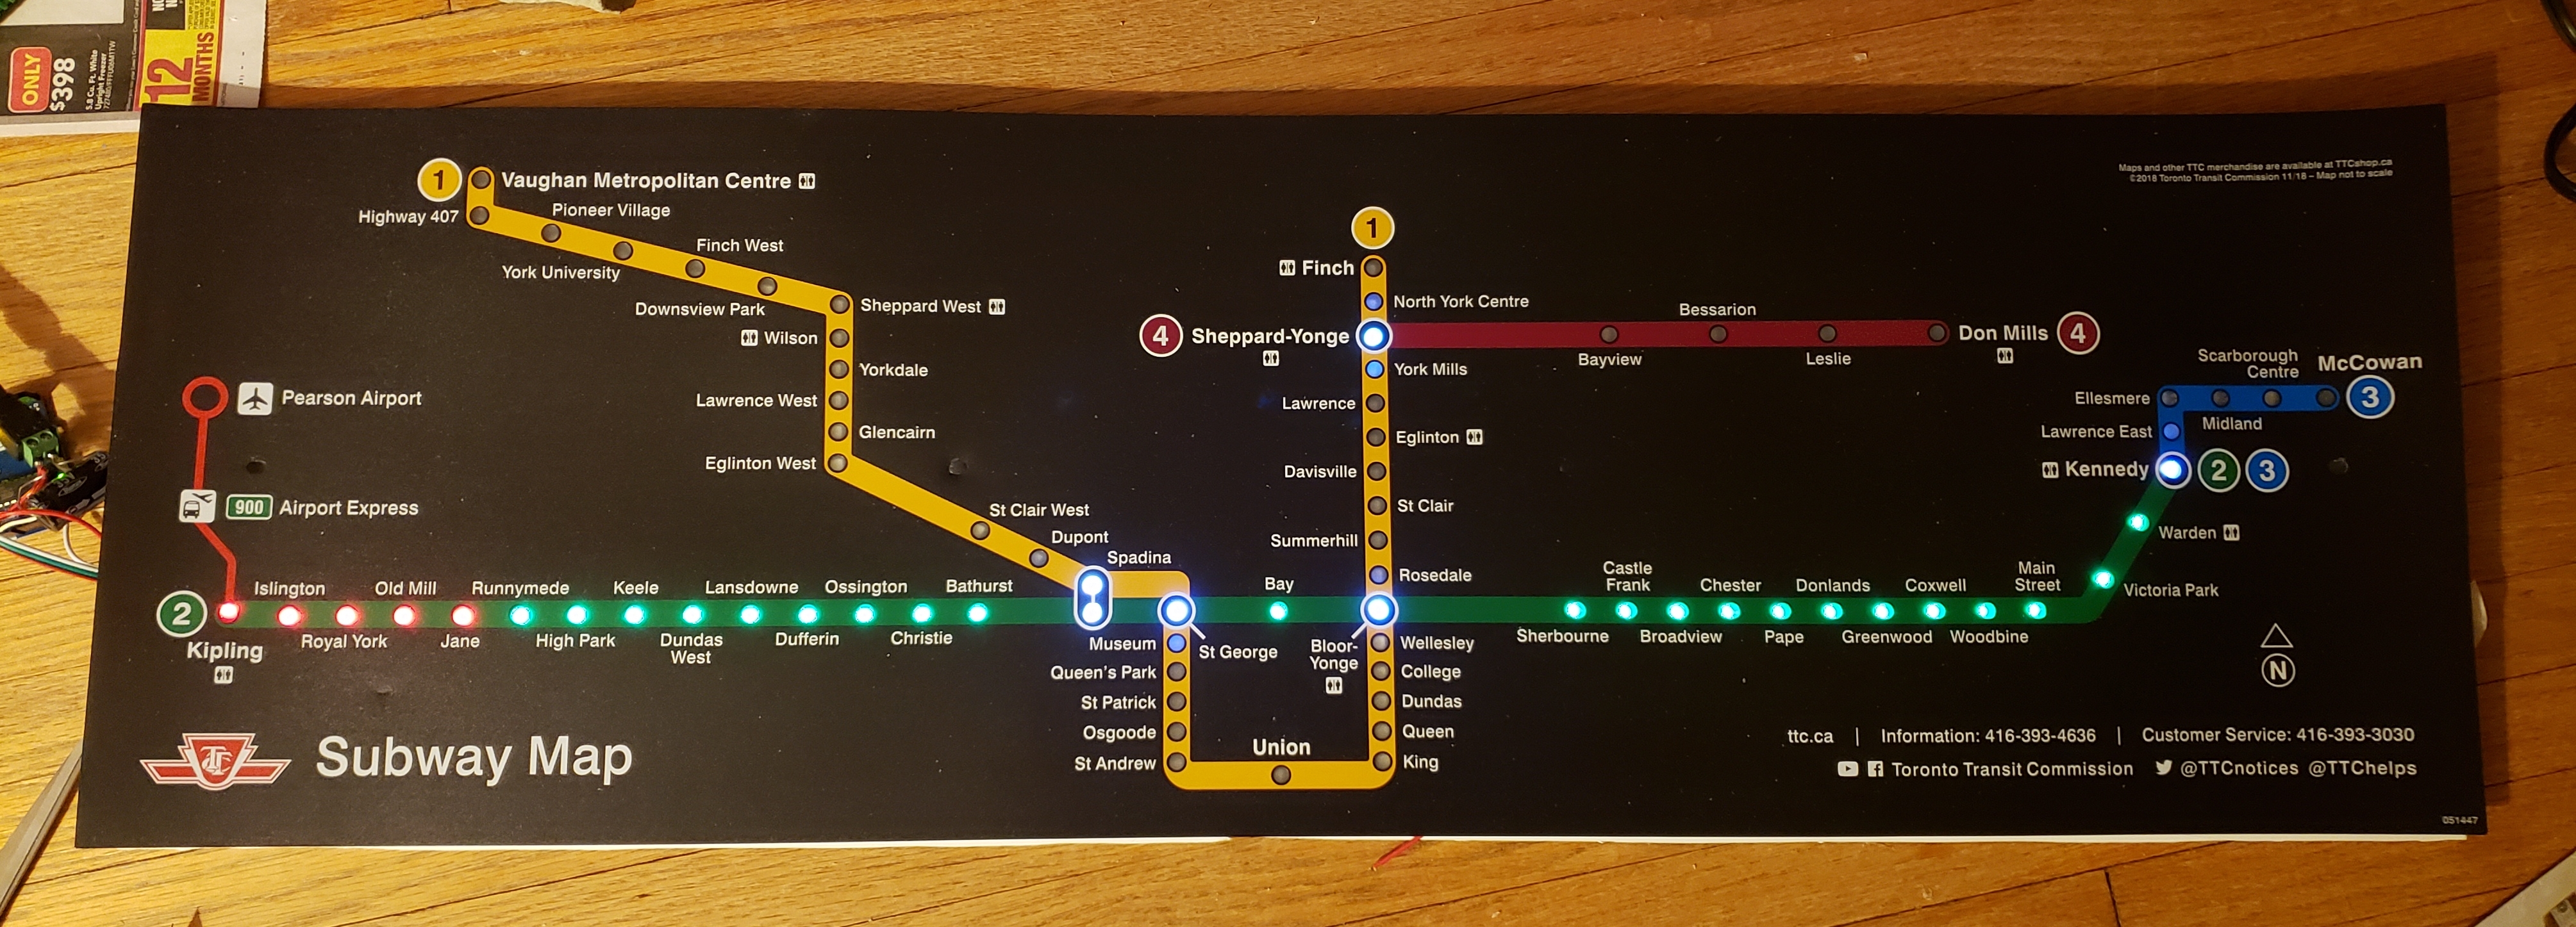 ONLY
$398
5.8 Cu. Ft. White
Upright Freezer
12
MONTHS
Maps and other TTC merchandise are available at TTCshop.ca
©2018 Toronto Transit Commission 11/18 – Map not to scale
1
Vaughan Metropolitan Centre
Highway 407
Pioneer Village
York University
Finch West
Downsview Park
Sheppard West
Wilson
Yorkdale
Lawrence West
Glencairn
Eglinton West
St Clair West
Dupont
Spadina
1
Finch
North York Centre
4
Sheppard-Yonge
York Mills
Lawrence
Eglinton
Davisville
St Clair
Summerhill
Rosedale
Bayview
Bessarion
Leslie
Don Mills
4
Scarborough
Centre
McCowan
3
Ellesmere
Midland
Lawrence East
Kennedy
2
3
Warden
Victoria Park
Pearson Airport
900
Airport Express
2
Kipling
Islington
Royal York
Old Mill
Jane
Runnymede
High Park
Keele
Dundas
West
Lansdowne
Dufferin
Ossington
Christie
Bathurst
Bay
St George
Bloor-
Yonge
Sherbourne
Castle
Frank
Broadview
Chester
Pape
Donlands
Greenwood
Coxwell
Woodbine
Main
Street
Museum
Queen's Park
St Patrick
Osgoode
St Andrew
Union
Wellesley
College
Dundas
Queen
King
N
TTC
Subway Map
ttc.ca | Information: 416-393-4636 | Customer Service: 416-393-3030
Toronto Transit Commission @TTCnotices @TTChelps
051447